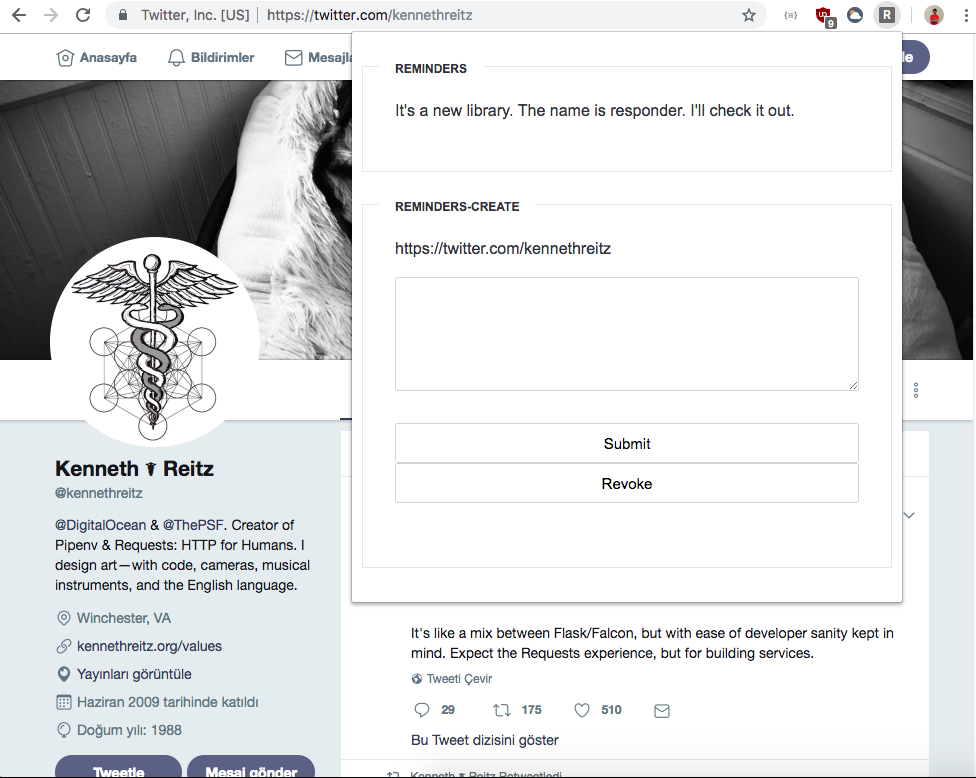 Twitter, Inc. [US] https://twitter.com/kennethreitz
9
R
Anasayfa Bildirimler
REMINDERS
It's a new library. The name is responder. I'll check it out.
REMINDERS-CREATE
https://twitter.com/kennethreitz
Submit
Revoke
Kenneth Reitz
@kennethreitz
@DigitalOcean & @ThePSF. Creator of
Pipenv & Requests: HTTP for Humans. I
design art—with code, cameras, musical
instruments, and the English language.
Winchester, VA
kennethreitz.org/values
Yayınları görüntüle
Haziran 2009 tarihinde katıldı
Doğum yılı: 1988
Tweetle Mesaj gönder
It's like a mix between Flask/Falcon, but with ease of developer sanity kept in
mind. Expect the Requests experience, but for building services.
Tweeti Çevir
29 175 510
Bu Tweet dizisini göster
Kenneth Reitz Retweetledi